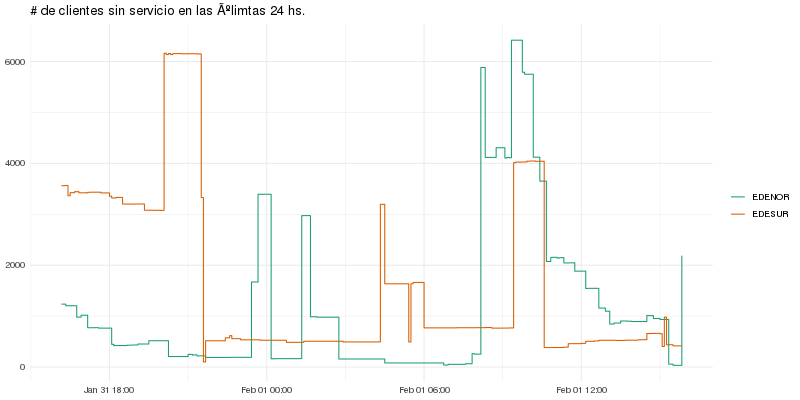 # de clientes sin servicio en las Ãºlimtas 24 hs.
6000
4000
2000
0
Jan 31 18:00
Feb 01 00:00
Feb 01 06:00
Feb 01 12:00
EDENOR
EDESUR